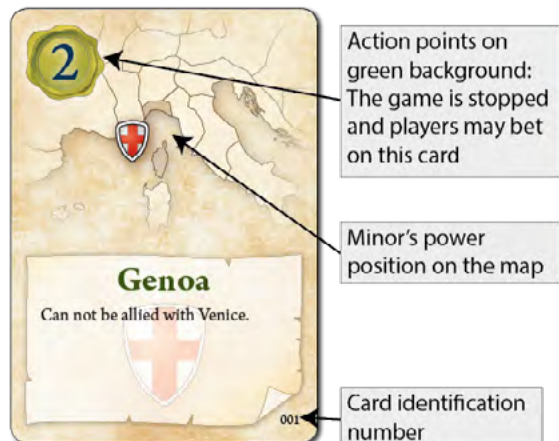 2
Genoa
Can not be allied with Venice.
001
Action points on
green background:
The game is stopped
and players may bet
on this card
Minor's power
position on the map
Card identification
number